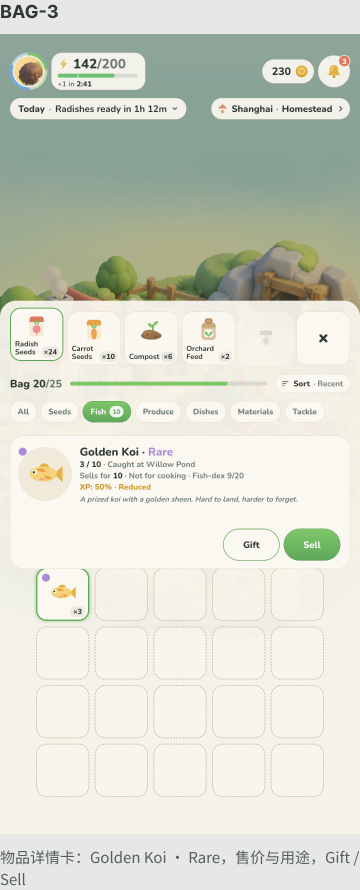 BAG-3
142/200
+1 in 2:41
230
3
Today · Radishes ready in 1h 12m
Shanghai · Homestead
Radish Seeds ×24
Carrot Seeds ×10
Compost ×6
Orchard Feed ×2
×
Bag 20/25
Sort · Recent
All
Seeds
Fish 10
Produce
Dishes
Materials
Tackle
Golden Koi · Rare
3 / 10 · Caught at Willow Pond
Sells for 10 · Not for cooking · Fish-dex 9/20
XP: 50% · Reduced
A prized koi with a golden sheen. Hard to land, harder to forget.
Gift
Sell
×3
物品详情卡：Golden Koi · Rare，售价与用途，Gift /
Sell